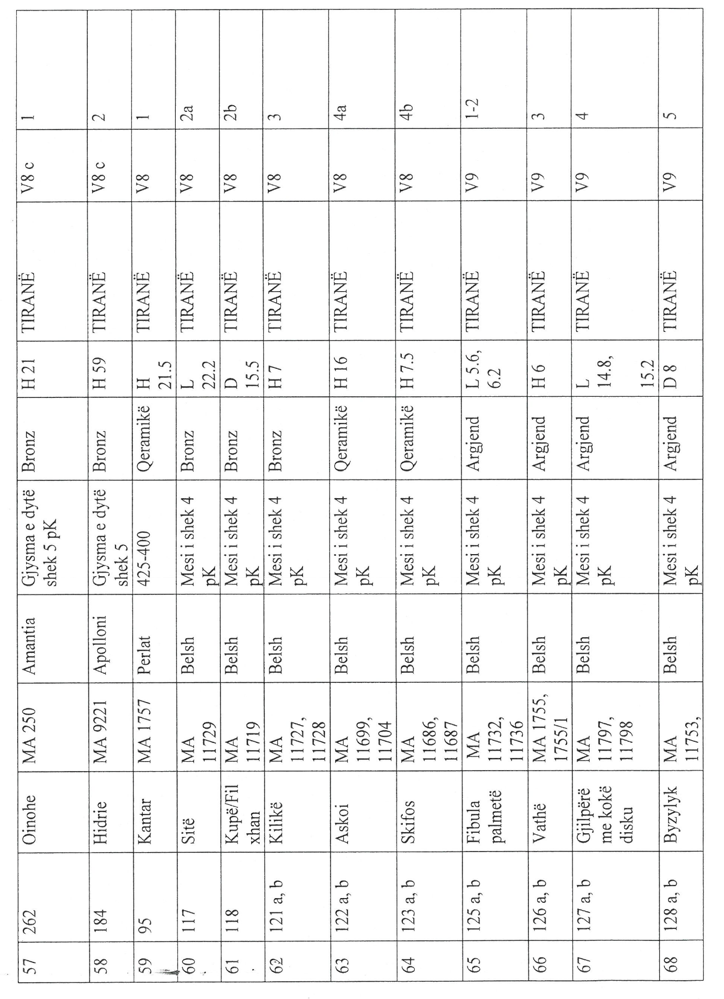 57 262 Oinohe MA 250 Amantia Gjysma e dytë Bronz H 21 TIRANË V8 c 1
shek 5 pK
58 184 Hidrie MA 9221 Apolloni Gjysma e dytë Bronz H 59 TIRANË V8 c 2
shek 5
59 95 Kantar MA 1757 Perlat 425-400 Qeramikë H TIRANË V8 1
21.5
60 117 Sitë MA Belsh Mesi i shek 4 Bronz L TIRANË V8 2a
11729 pK 22.2
61 118 Kupë/Fil MA Belsh Mesi i shek 4 Bronz D TIRANË V8 2b
xhan 11719 pK 15.5
62 121 a, b Kilikë MA Belsh Mesi i shek 4 Bronz H 7 TIRANË V8 3
11727, pK
11728
63 122 a, b Askoi MA Belsh Mesi i shek 4 Qeramikë H 16 TIRANË V8 4a
11699, pK
11704
64 123 a, b Skifos MA Belsh Mesi i shek 4 Qeramikë H 7.5 TIRANË V8 4b
11686, pK
11687
65 125 a, b Fibula MA Belsh Mesi i shek 4 Argjend L 5.6, TIRANË V9 1-2
palmetë 11732, pK 6.2
11736
66 126 a, b Vathë MA 1755, Belsh Mesi i shek 4 Argjend H 6 TIRANË V9 3
1755/1 pK
67 127 a, b Gjilpërë MA Belsh Mesi i shek 4 Argjend L TIRANË V9 4
me kokë 11797, pK 14.8,
disku 11798
15.2
68 128 a, b Byzylyk MA Belsh Mesi i shek 4 Argjend D 8 TIRANË V9 5
11753, pK